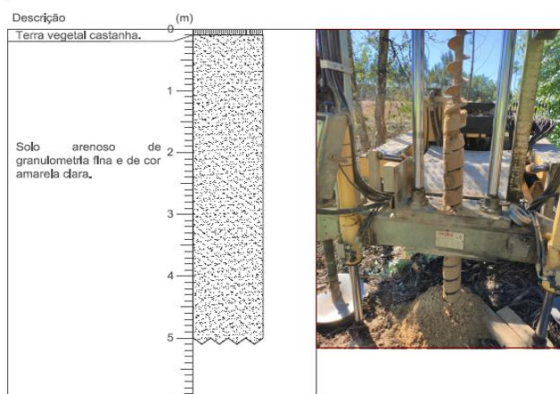 Descrição (m)
0
Terra vegetal castanha.
1
Solo arenoso de
granulometria fina e de cor
amarela clara.
2
3
4
5